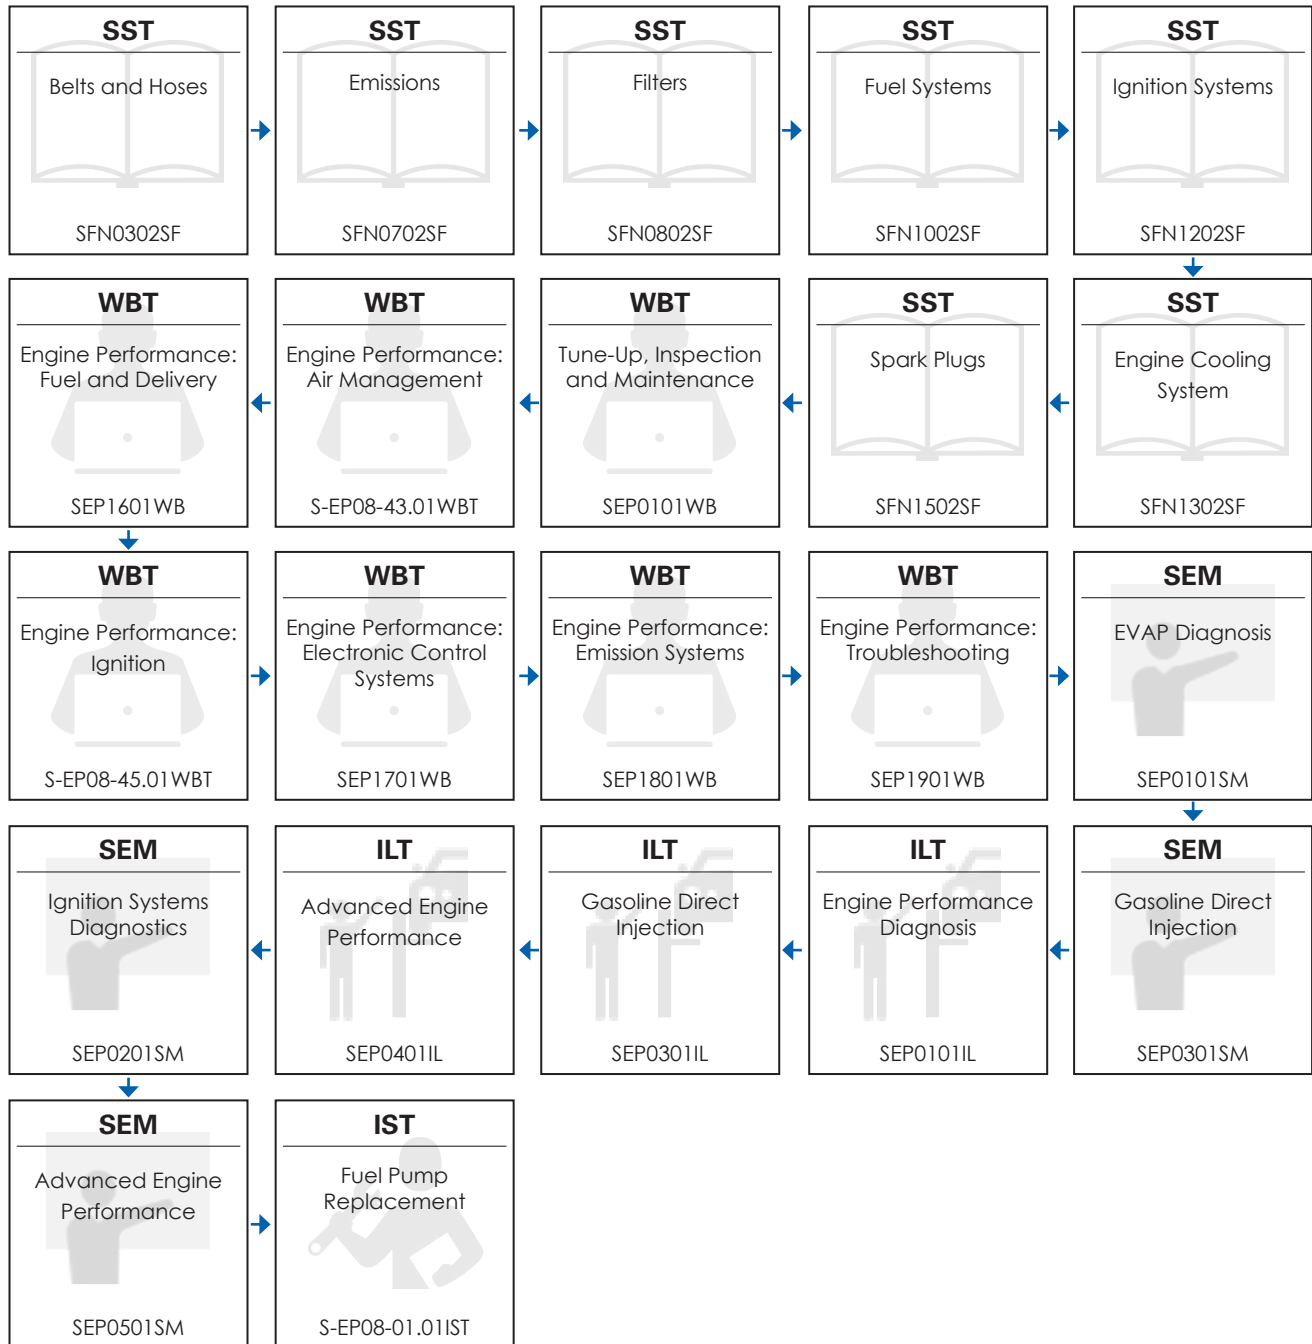 SST
Belts and Hoses
SFN0302SF
SST
Emissions
SFN0702SF
SST
Filters
SFN0802SF
SST
Fuel Systems
SFN1002SF
SST
Ignition Systems
SFN1202SF
SST
Engine Cooling
System
SFN1302SF
SST
Spark Plugs
SFN1502SF
WBT
Tune-Up, Inspection
and Maintenance
SEP0101WB
WBT
Engine Performance:
Air Management
S-EP08-43.01WBT
WBT
Engine Performance:
Fuel and Delivery
SEP1601WB
WBT
Engine Performance:
Ignition
S-EP08-45.01WBT
WBT
Engine Performance:
Electronic Control
Systems
SEP1701WB
WBT
Engine Performance:
Emission Systems
SEP1801WB
WBT
Engine Performance:
Troubleshooting
SEP1901WB
SEM
EVAP Diagnosis
SEP0101SM
SEM
Gasoline Direct
Injection
SEP0301SM
ILT
Engine Performance
Diagnosis
SEP0101IL
ILT
Gasoline Direct
Injection
SEP0301IL
ILT
Advanced Engine
Performance
SEP0401IL
SEM
Ignition Systems
Diagnostics
SEP0201SM
SEM
Advanced Engine
Performance
SEP0501SM
IST
Fuel Pump
Replacement
S-EP08-01.01IST